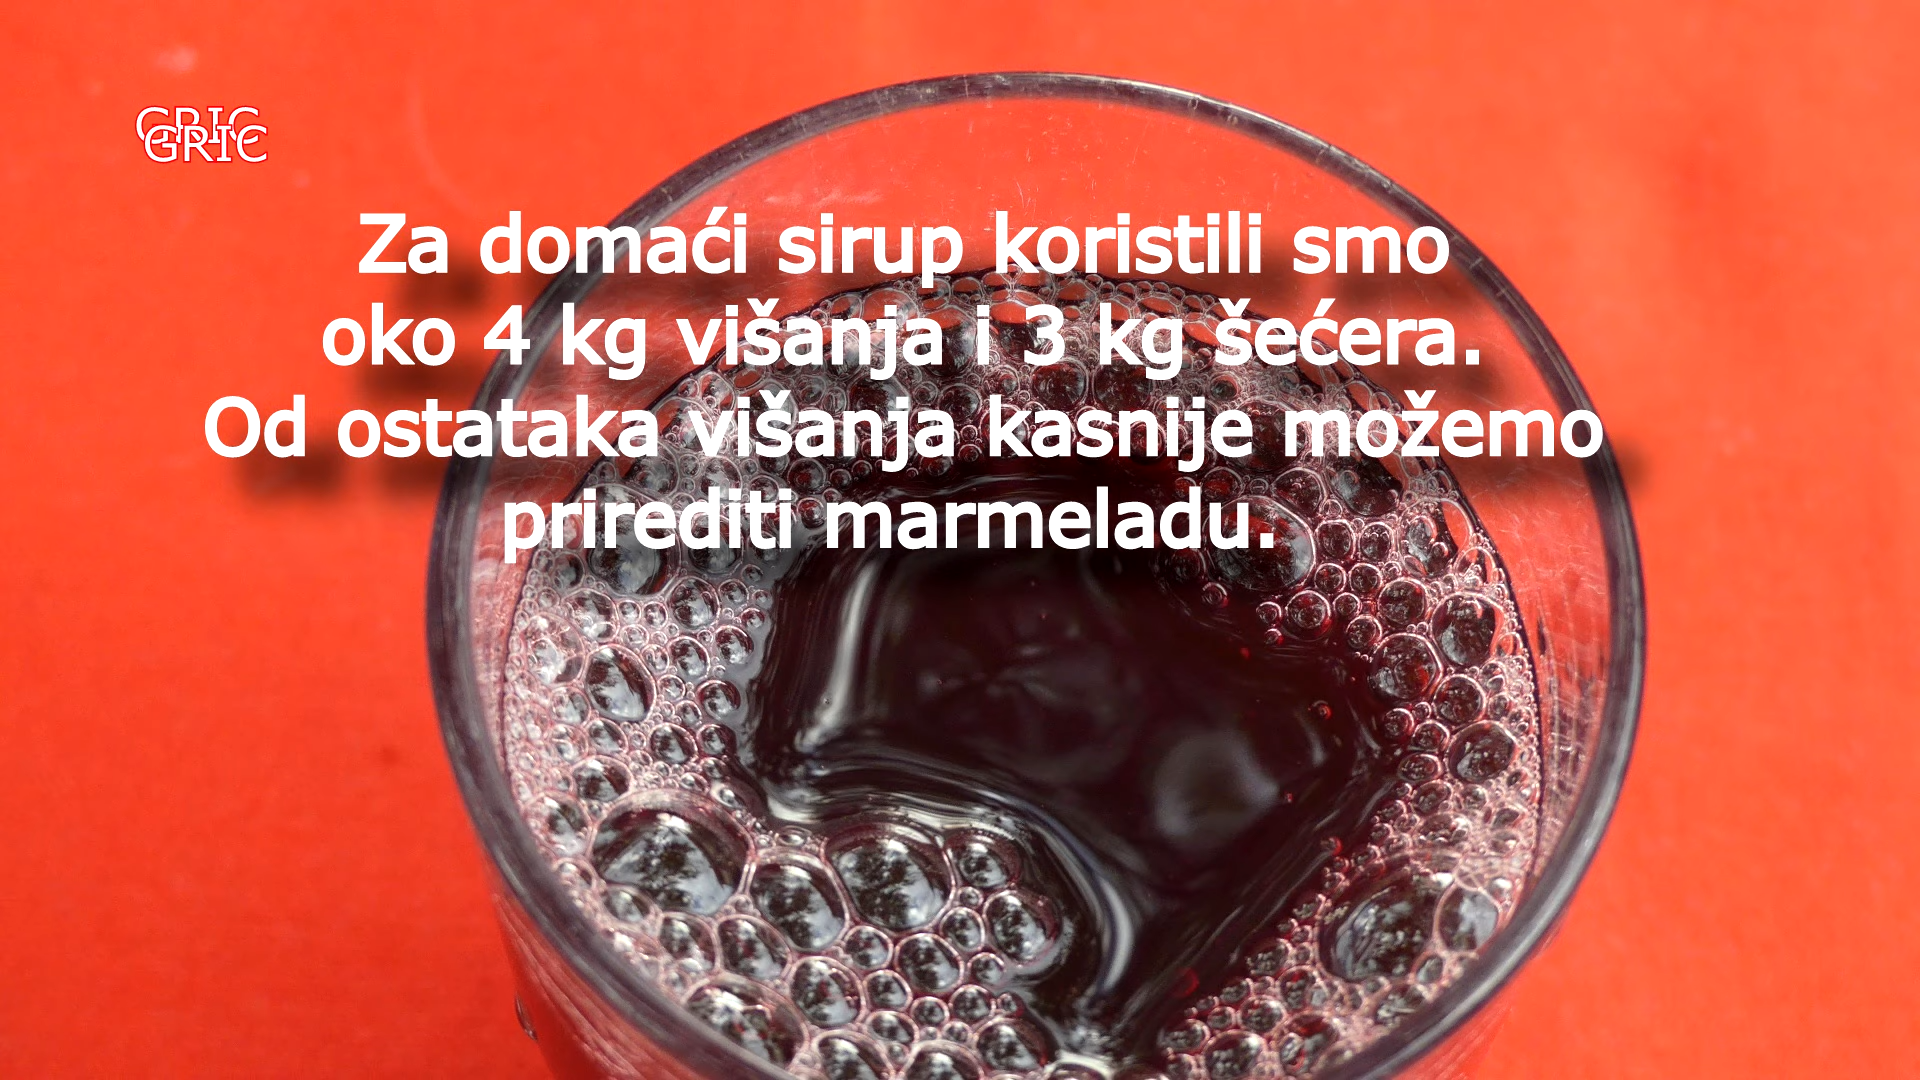 GRIC
GRIC
Za domaći sirup koristili smo
oko 4 kg višanja i 3 kg šećera.
Od ostataka višanja kasnije možemo
prirediti marmeladu.